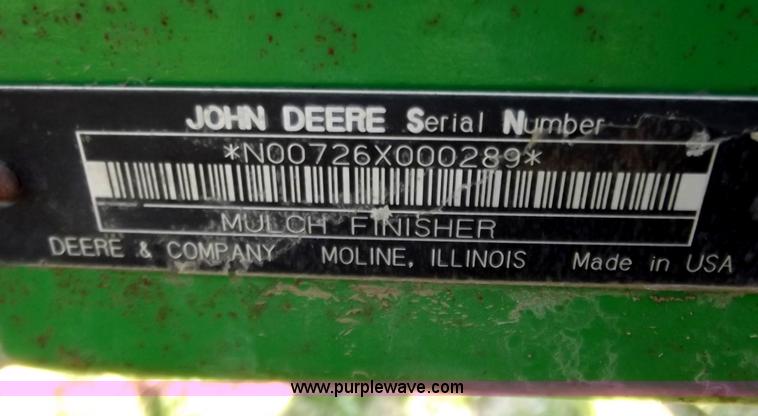 JOHN DEERE Serial Number
*N00726X000289*
MULCH FINISHER
DEERE & COMPANY MOLINE, ILLINOIS Made in USA
www.purplewave.com